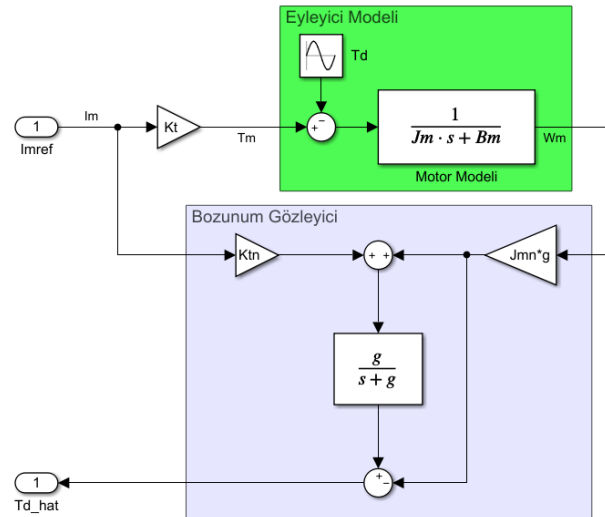 Eyleyici Modeli
Td
Im
1
Imref
Kt
Tm
+
−
1
Jm · s + Bm
Wm
Motor Modeli
Bozunum Gözleyici
Ktn
+ +
Jmn*g
g
s + g
+
−
1
Td_hat